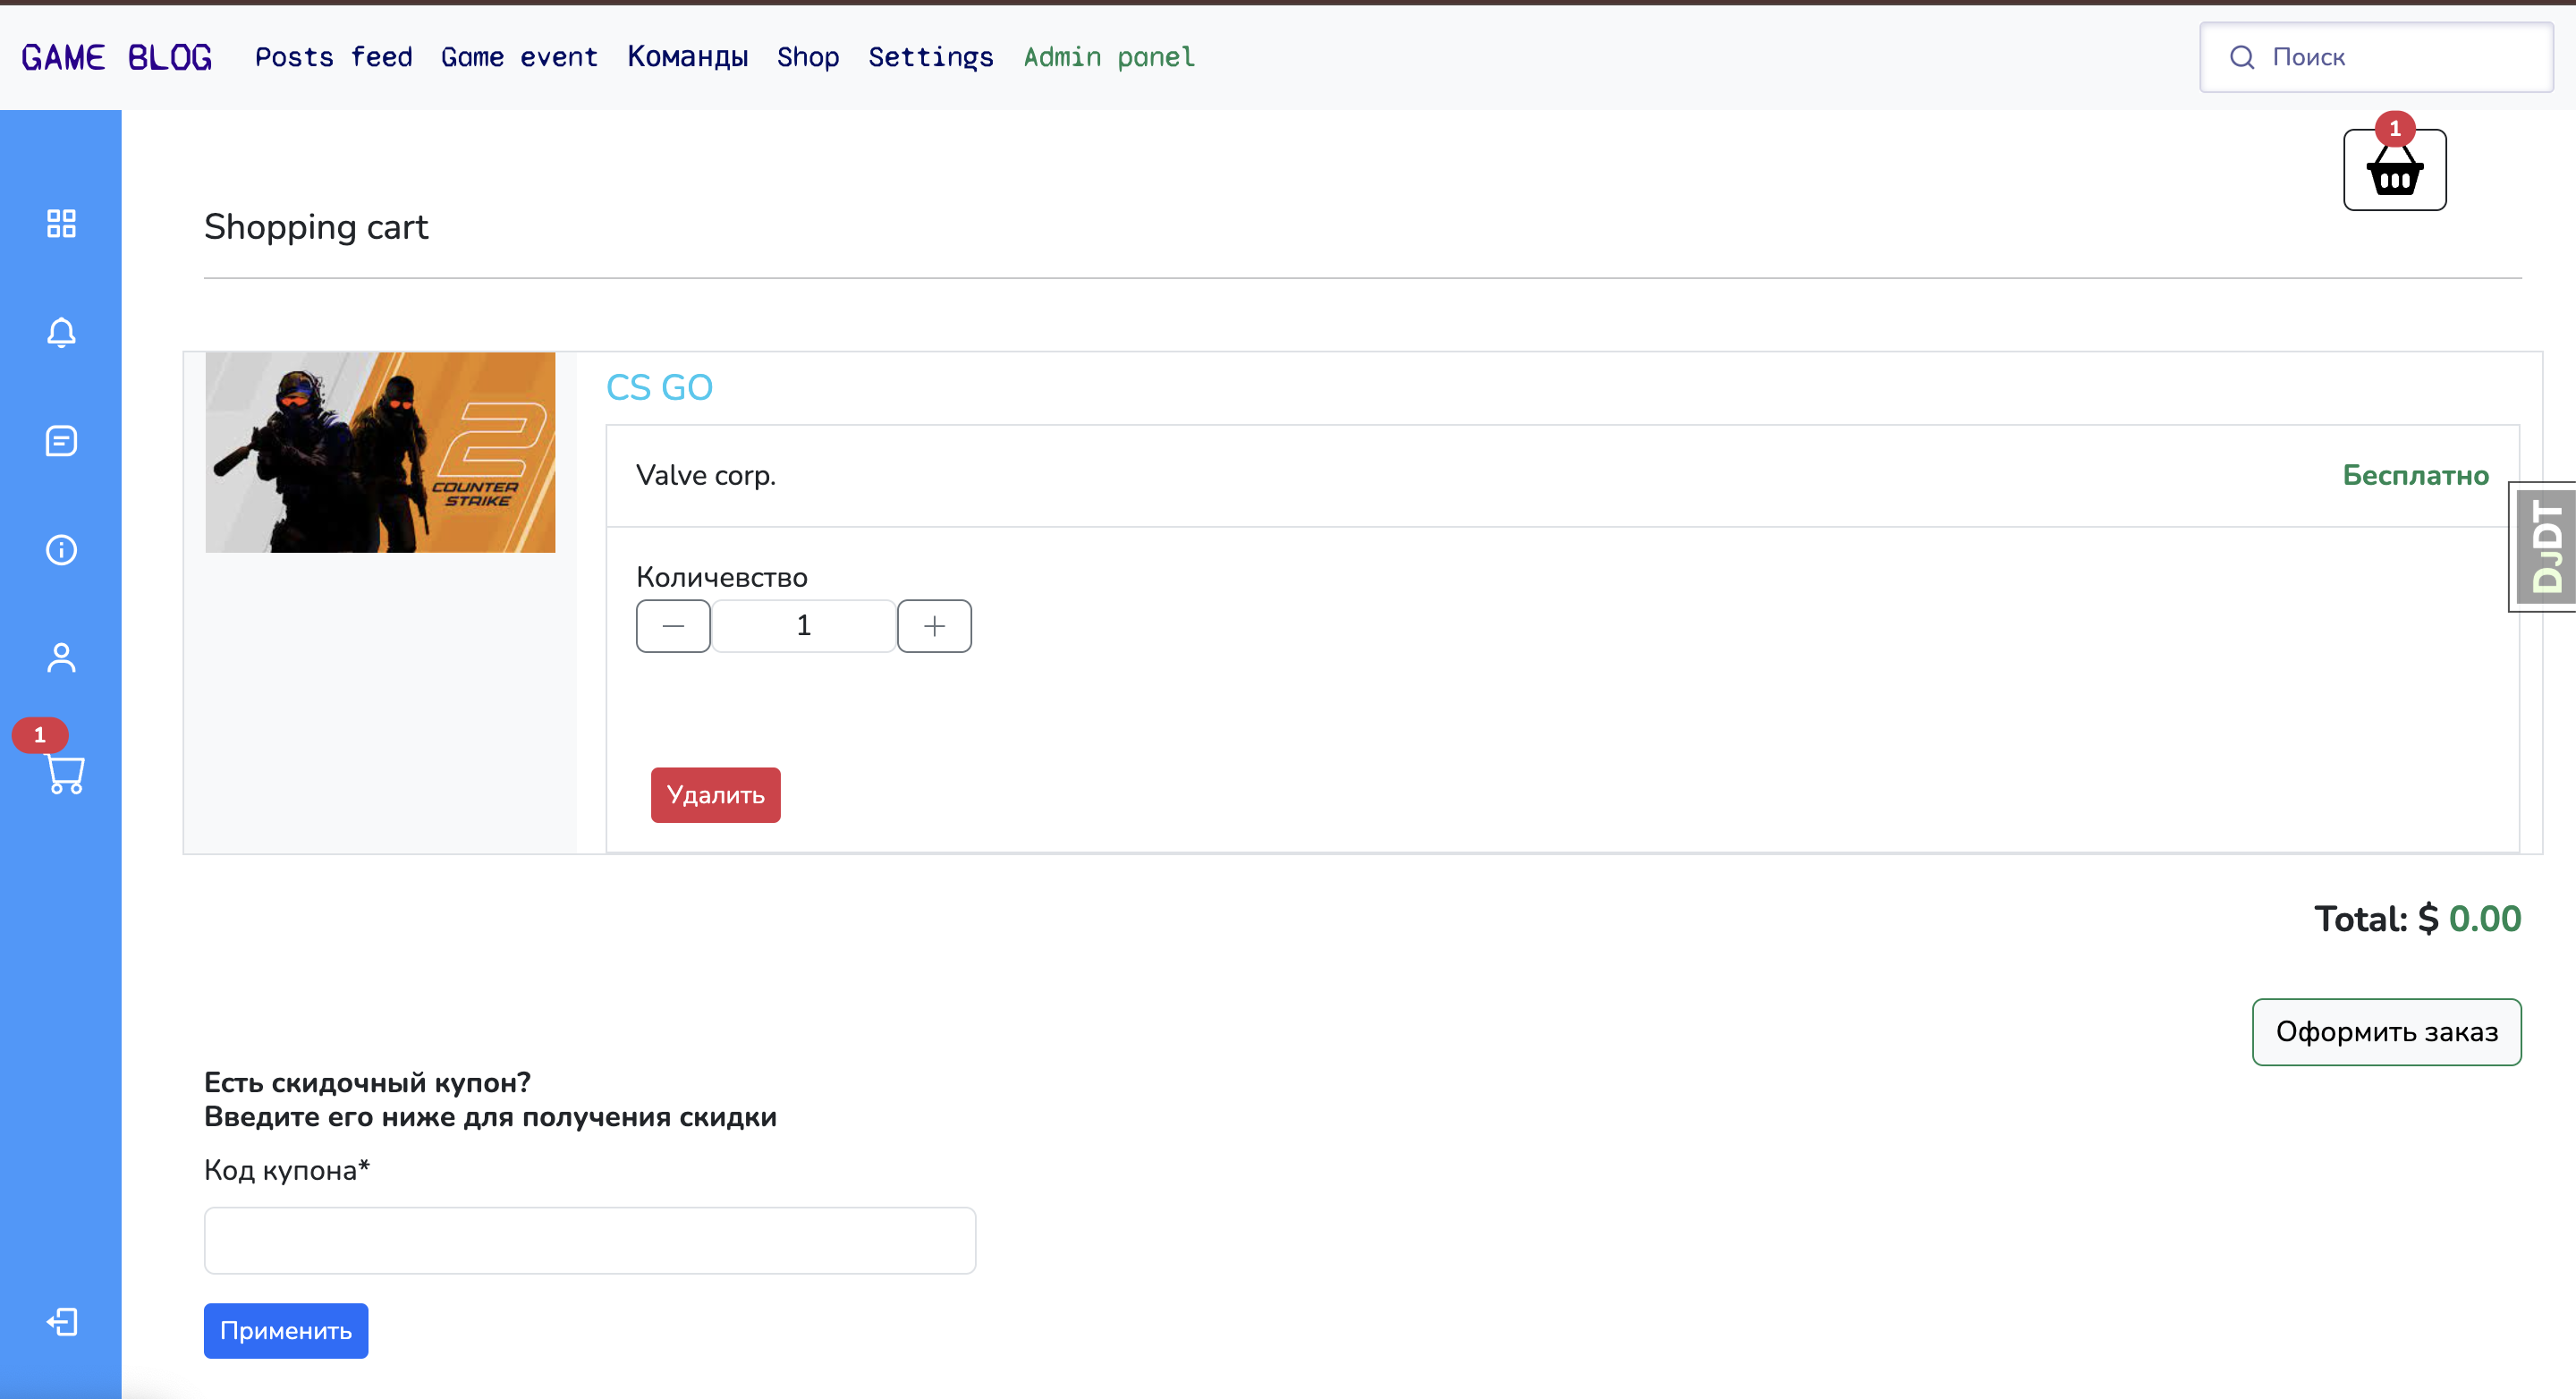 GAME BLOG Posts feed Game event Команды Shop Settings Admin panel Поиск
1
Shopping cart
CS GO
2
COUNTER
STRIKE
Valve corp. Бесплатно
DJDT
Количевство
1
1
Удалить
Total: $ 0.00
Оформить заказ
Есть скидочный купон?
Введите его ниже для получения скидки
Код купона*
Применить